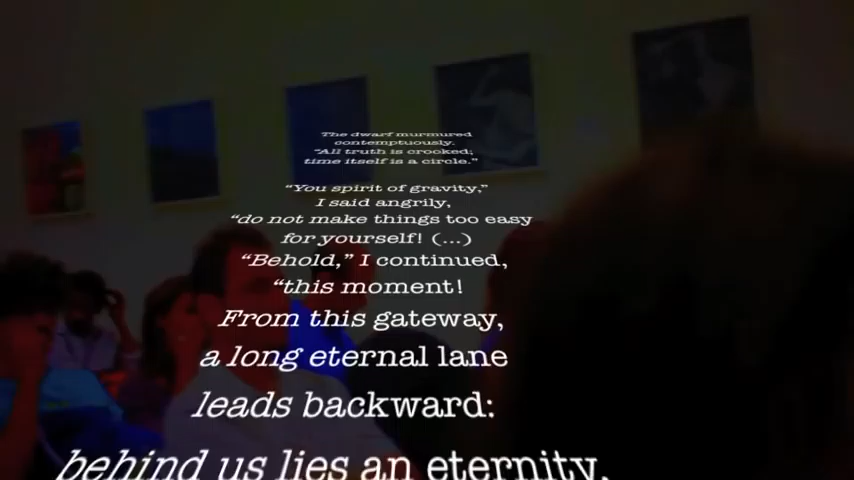 The dwarf murmured
contemptuously.
“All truth is crooked;
time itself is a circle.”
“You spirit of gravity,”
I said angrily,
“do not make things too easy
for yourself! (...)
“Behold,” I continued,
“this moment!
From this gateway,
a long eternal lane
leads backward:
behind us lies an eternity.